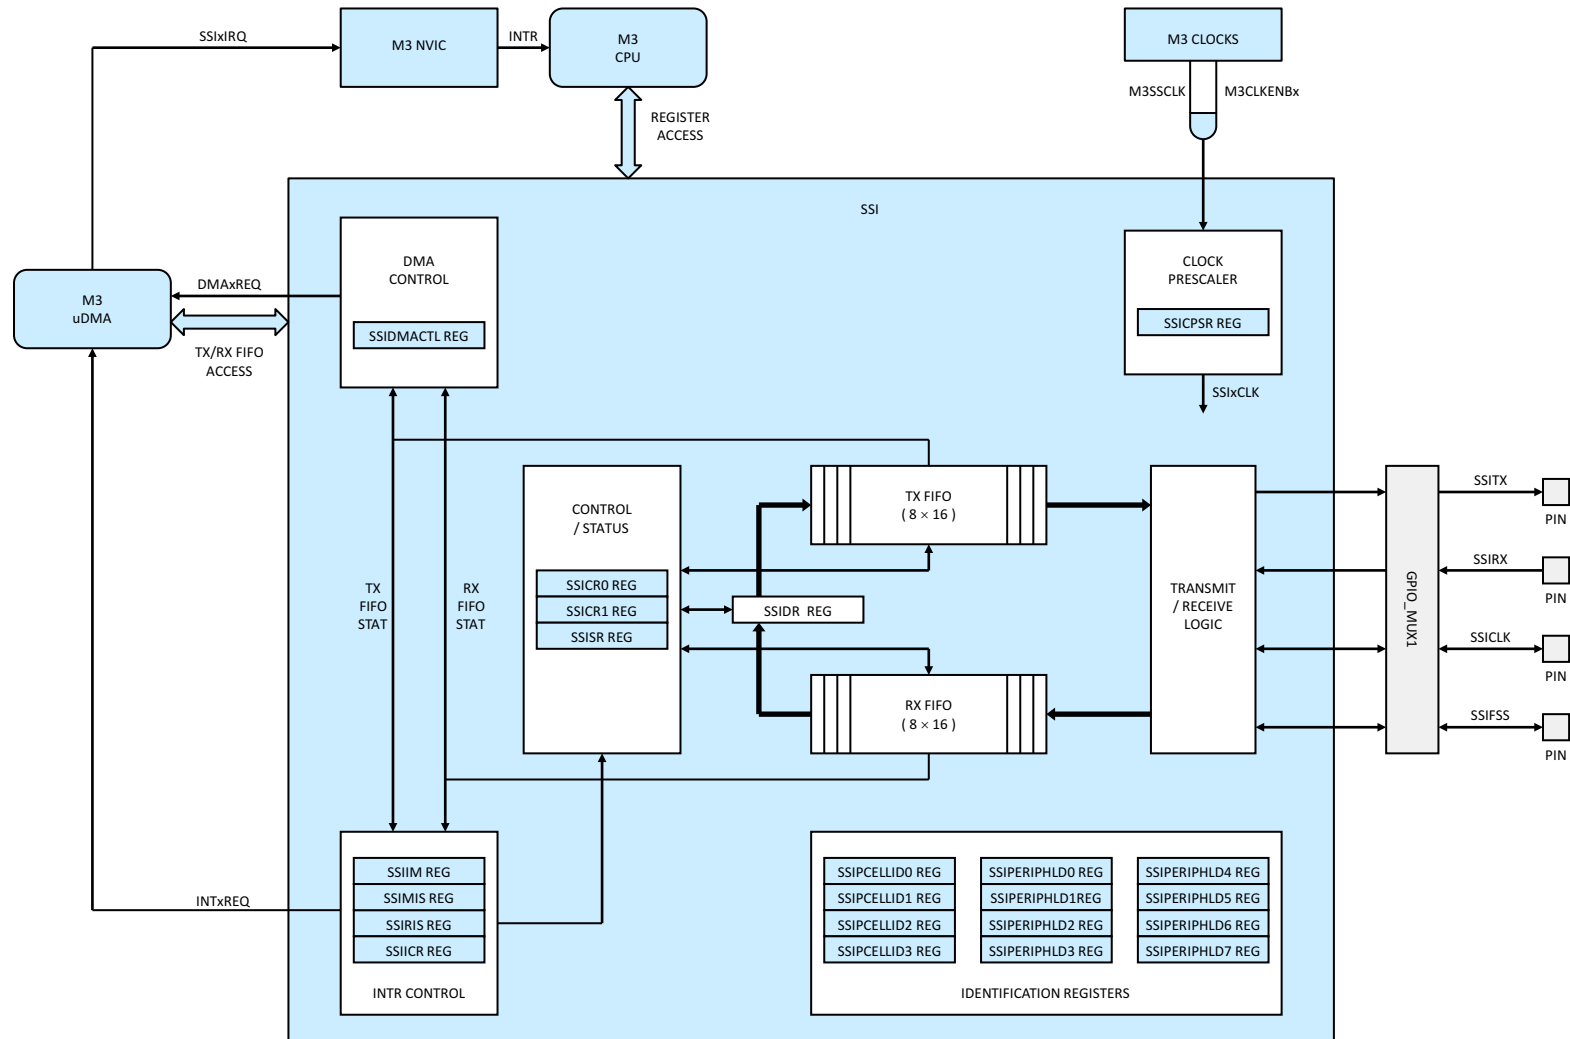 SSIxIRQ
M3 NVIC
INTR
M3
CPU
M3 CLOCKS
M3SSCLK
M3CLKENBx
REGISTER
ACCESS
SSI
DMA
CONTROL
SSIDMACTL REG
CLOCK
PRESCALER
SSICPSR REG
SSIxCLK
M3
uDMA
DMAxREQ
TX/RX FIFO
ACCESS
CONTROL
/ STATUS
SSICR0 REG
SSICR1 REG
SSISR REG
TX FIFO
( 8 × 16 )
SSIDR REG
RX FIFO
( 8 × 16 )
TRANSMIT
/ RECEIVE
LOGIC
GPIO_MUX1
SSITX
PIN
SSIRX
PIN
SSICLK
PIN
SSIFSS
PIN
TX
FIFO
STAT
RX
FIFO
STAT
INTxREQ
SSIIM REG
SSIMIS REG
SSIRIS REG
SSIICR REG
INTR CONTROL
SSIPCELLID0 REG
SSIPCELLID1 REG
SSIPCELLID2 REG
SSIPCELLID3 REG
SSIPERIPHLD0 REG
SSIPERIPHLD1REG
SSIPERIPHLD2 REG
SSIPERIPHLD3 REG
SSIPERIPHLD4 REG
SSIPERIPHLD5 REG
SSIPERIPHLD6 REG
SSIPERIPHLD7 REG
IDENTIFICATION REGISTERS